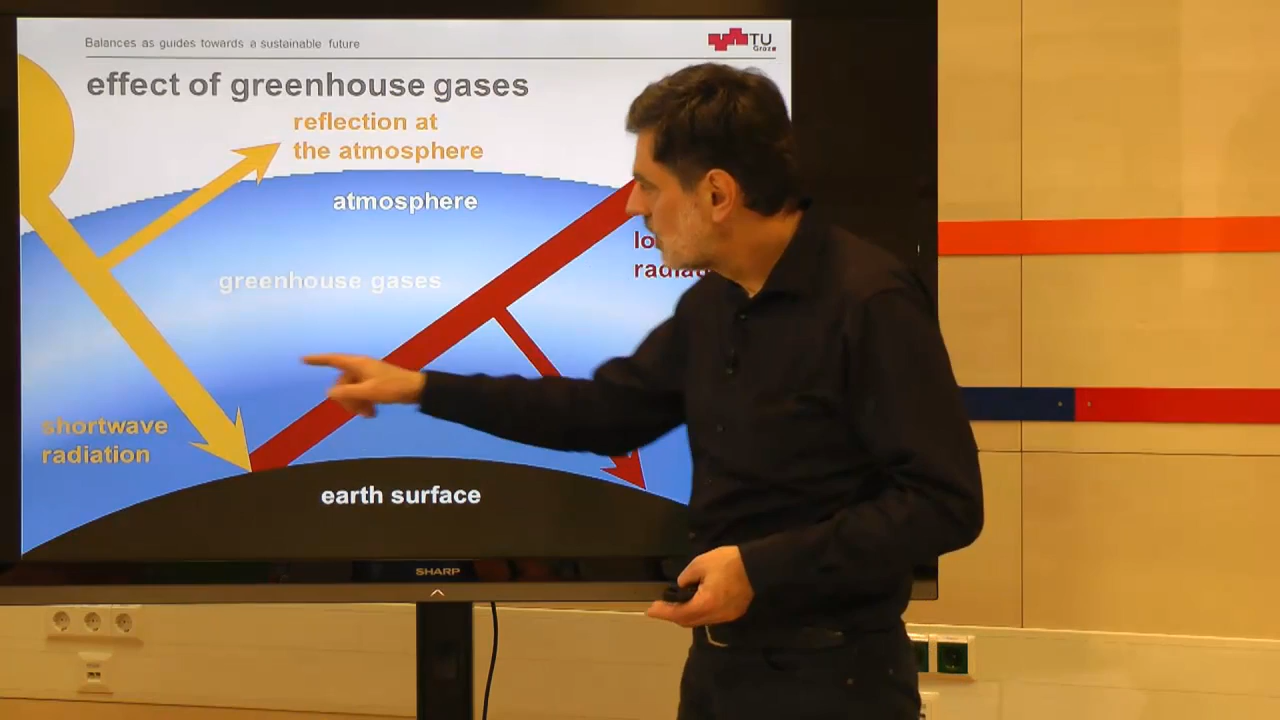 Balances as guides towards a sustainable future
TU
Graz
effect of greenhouse gases
reflection at
the atmosphere
atmosphere
greenhouse gases
shortwave
radiation
earth surface
SHARP